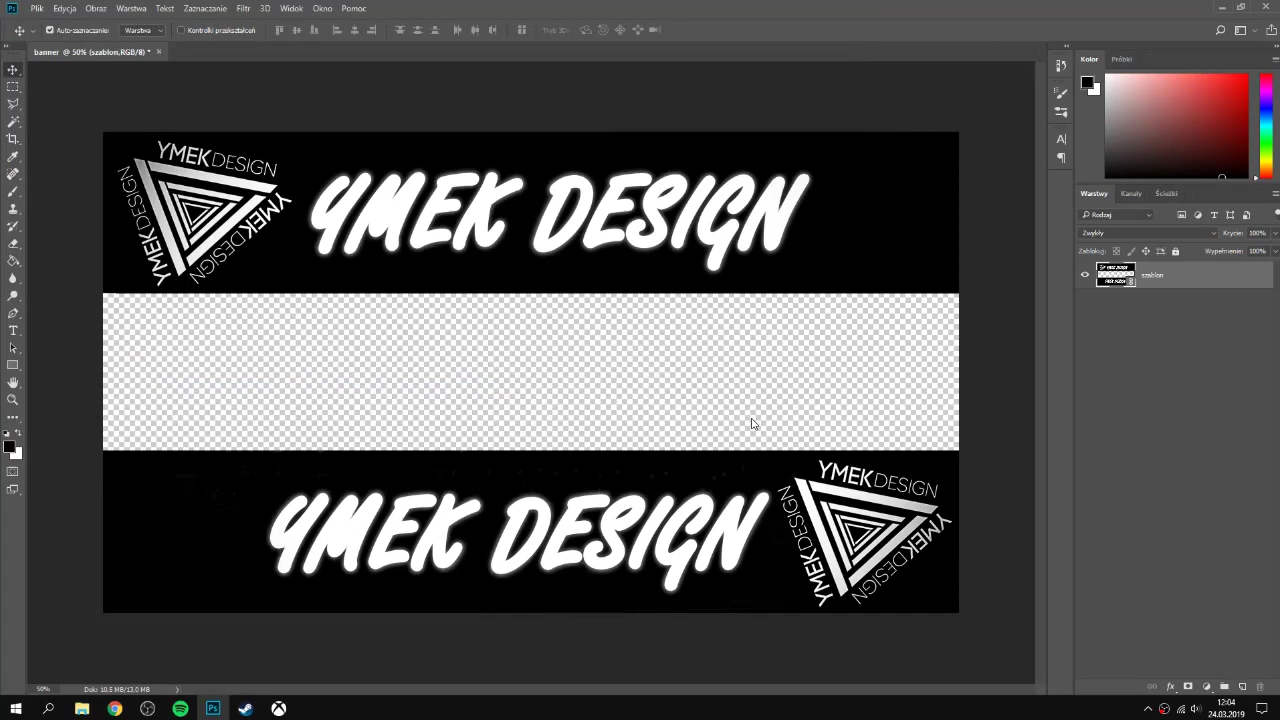 Ps Plik Edycja Obraz Warstwa Tekst Zaznaczanie Filtr 3D Widok Okno Pomoc
Auto-zaznaczanie: Warstwa Kontrolki przekształceń Tryb 3D:
banner @ 50% (szablon,RGB/8) * ×
Kolor Próbki
YMEKDESIGN
YMEKDESIGN
YMEKDESIGN
YMEK DESIGN
Warstwy Kanały Ścieżki
Rodzaj
Zwykły Krycie: 100%
Zablokuj: Wypełnienie: 100%
szablon
YMEK DESIGN
YMEKDESIGN
YMEKDESIGN
YMEKDESIGN
50% Dok: 10,5 MB/13,0 MB
12:04
24.03.2019